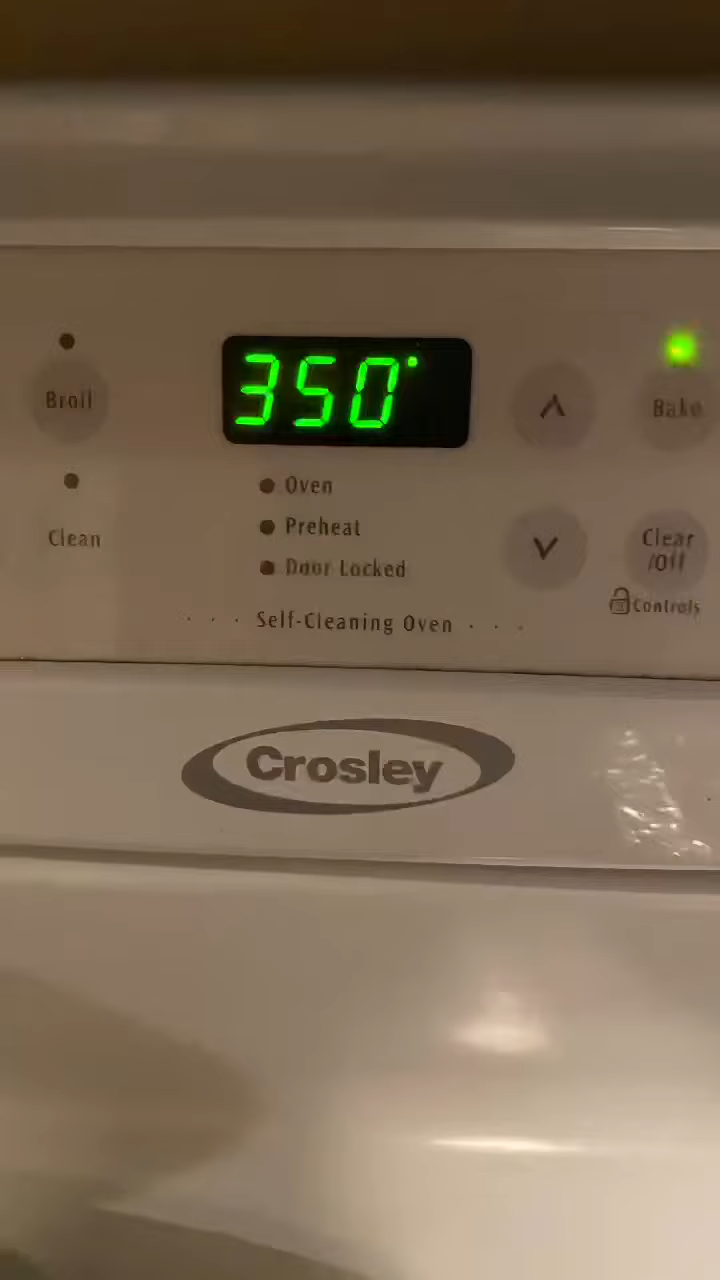 350°
Broil
Bake
Oven
Clean
Preheat
Clear
/Off
Door Locked
Controls
Self-Cleaning Oven
Crosley